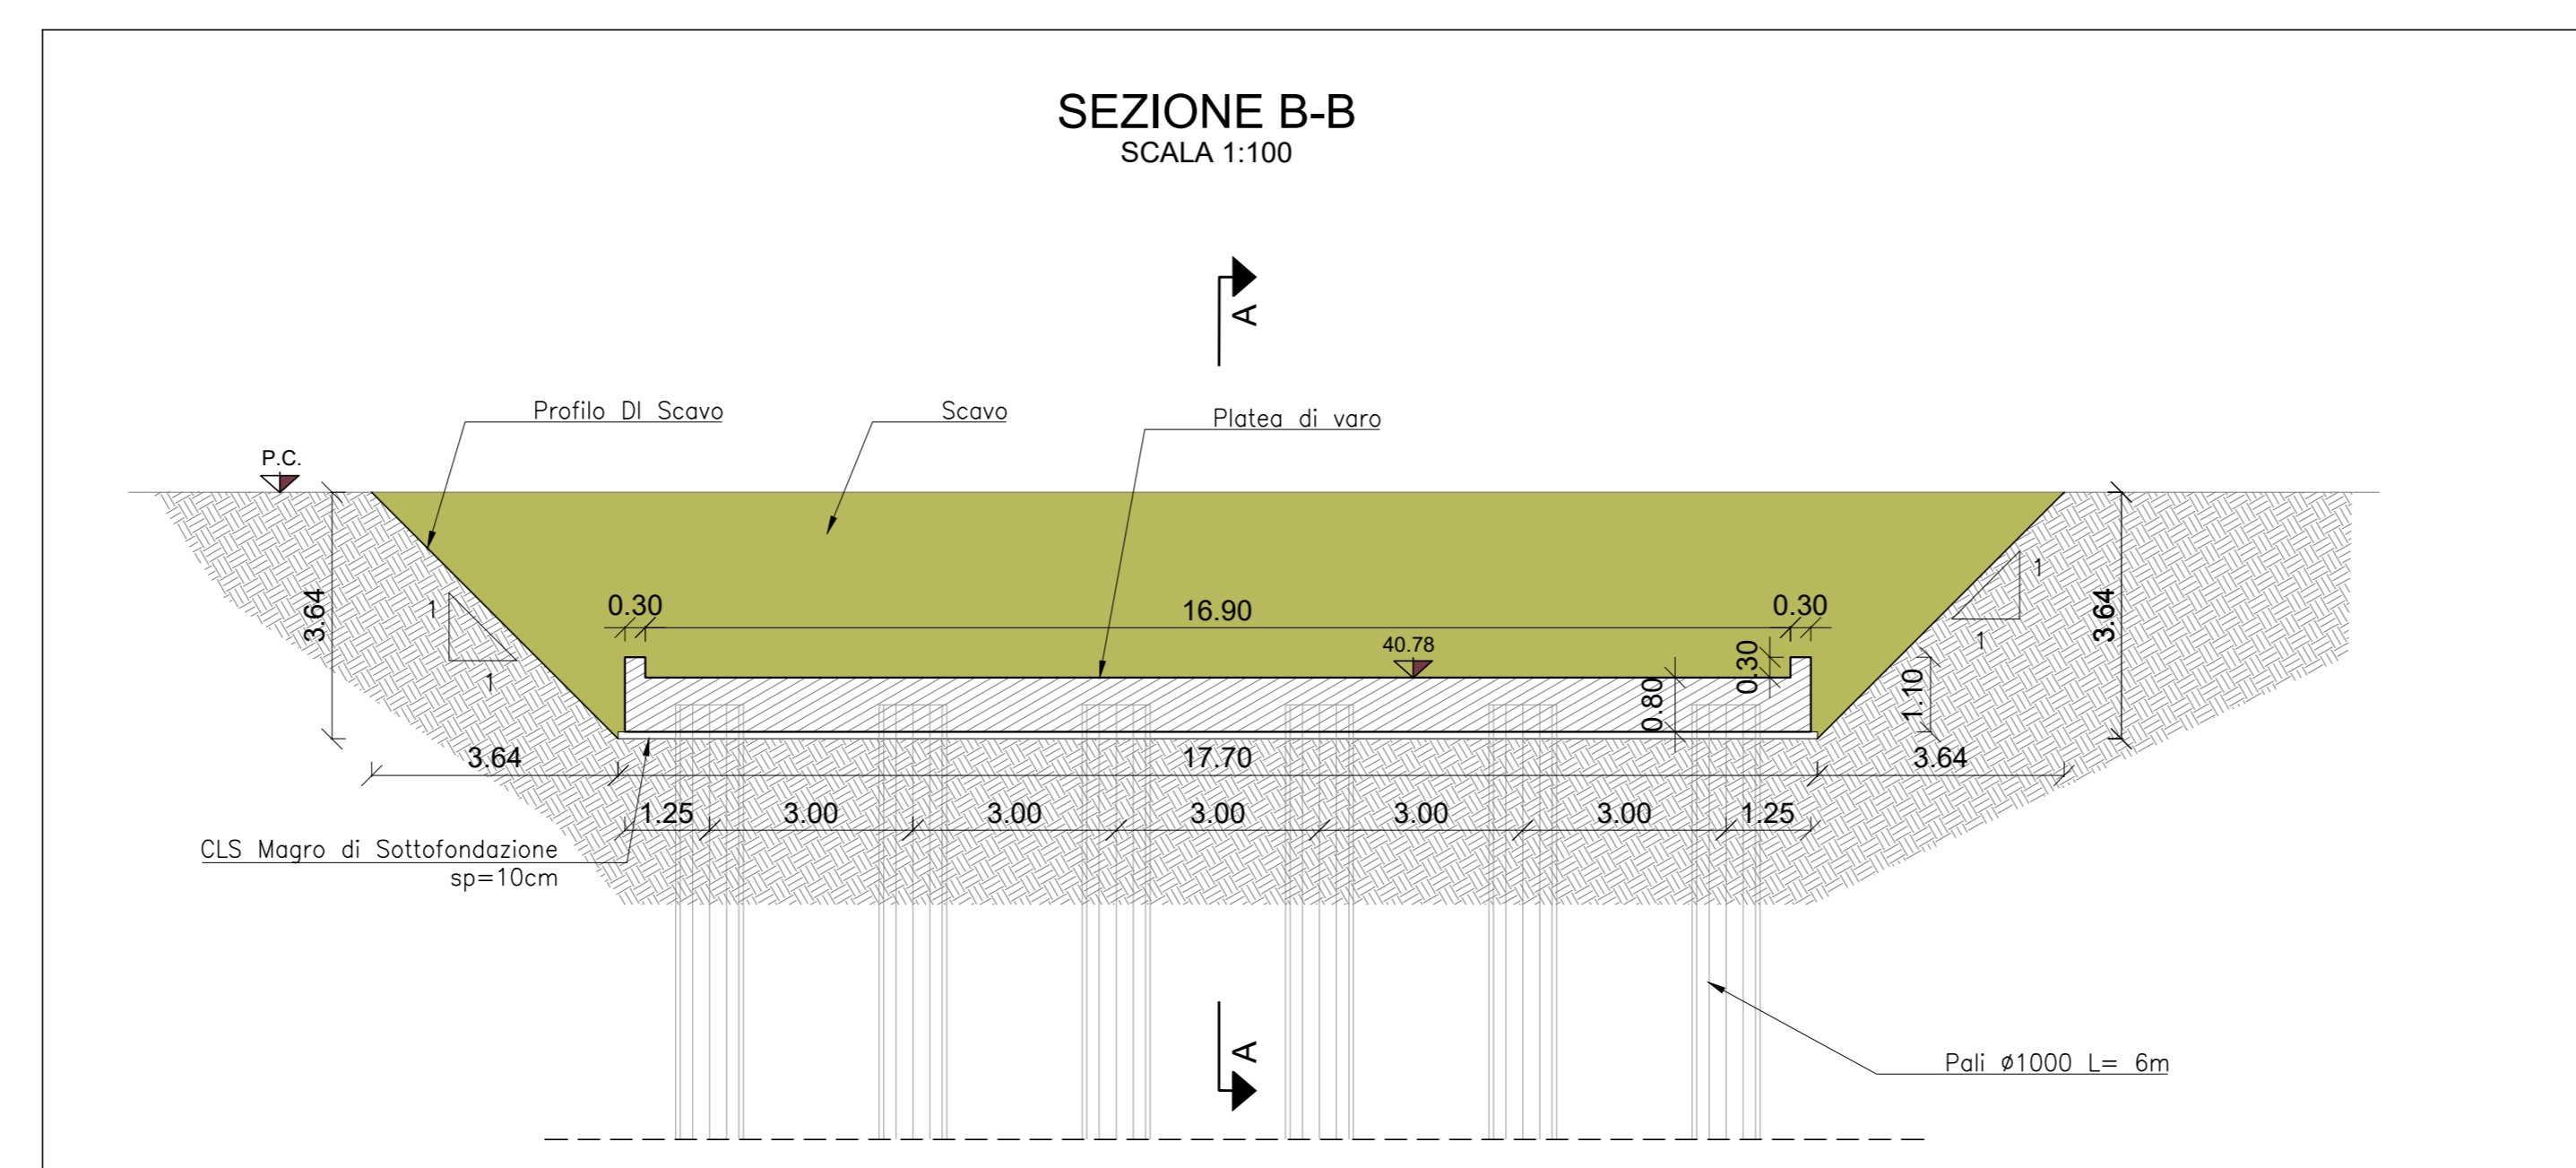 SEZIONE B-B
SCALA 1:100
A
Profilo DI Scavo
Scavo
Platea di varo
P.C.
3.64
1
1
0.30
16.90
0.30
40.78
0.30
0.80
1.10
1
1
3.64
3.64
17.70
3.64
1.25
3.00
3.00
3.00
3.00
3.00
1.25
CLS Magro di Sottofondazione
sp=10cm
A
Pali ø1000 L= 6m